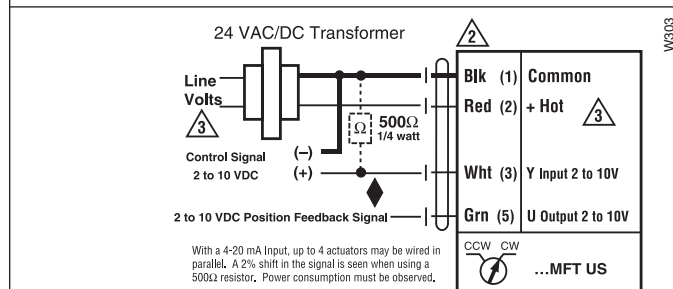 24 VAC/DC Transformer
2
W303
Line
Volts
3
Blk (1) Common
Red (2) + Hot
3
Ω
500Ω
1/4 watt
Control Signal
2 to 10 VDC
(–)
(+)
Wht (3) Y Input 2 to 10V
2 to 10 VDC Position Feedback Signal
Grn (5) U Output 2 to 10V
With a 4-20 mA Input, up to 4 actuators may be wired in
parallel. A 2% shift in the signal is seen when using a
500Ω resistor. Power consumption must be observed.
CCW CW
...MFT US